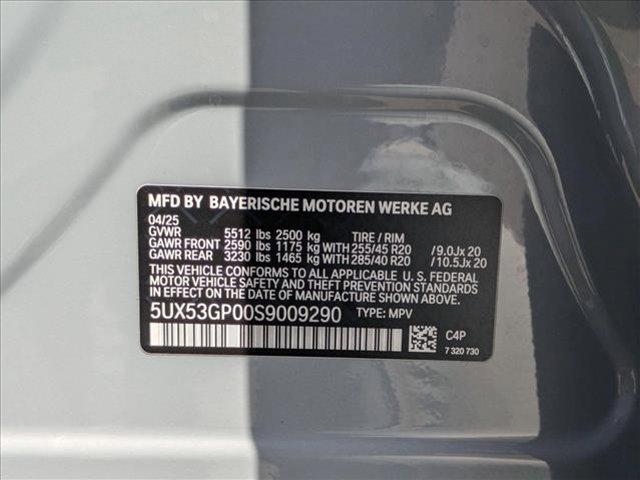 MFD BY BAYERISCHE MOTOREN WERKE AG
04/25
GVWR 5512 lbs 2500 kg TIRE / RIM
GAWR FRONT 2590 lbs 1175 kg WITH 255/45 R20 /9.0Jx 20
GAWR REAR 3230 lbs 1465 kg WITH 285/40 R20 /10.5Jx 20
THIS VEHICLE CONFORMS TO ALL APPLICABLE U. S. FEDERAL
MOTOR VEHICLE SAFETY AND THEFT PREVENTION STANDARDS
IN EFFECT ON THE DATE OF MANUFACTURE SHOWN ABOVE.
5UX53GP00S9009290 TYPE: MPV
C4P
7 320 730